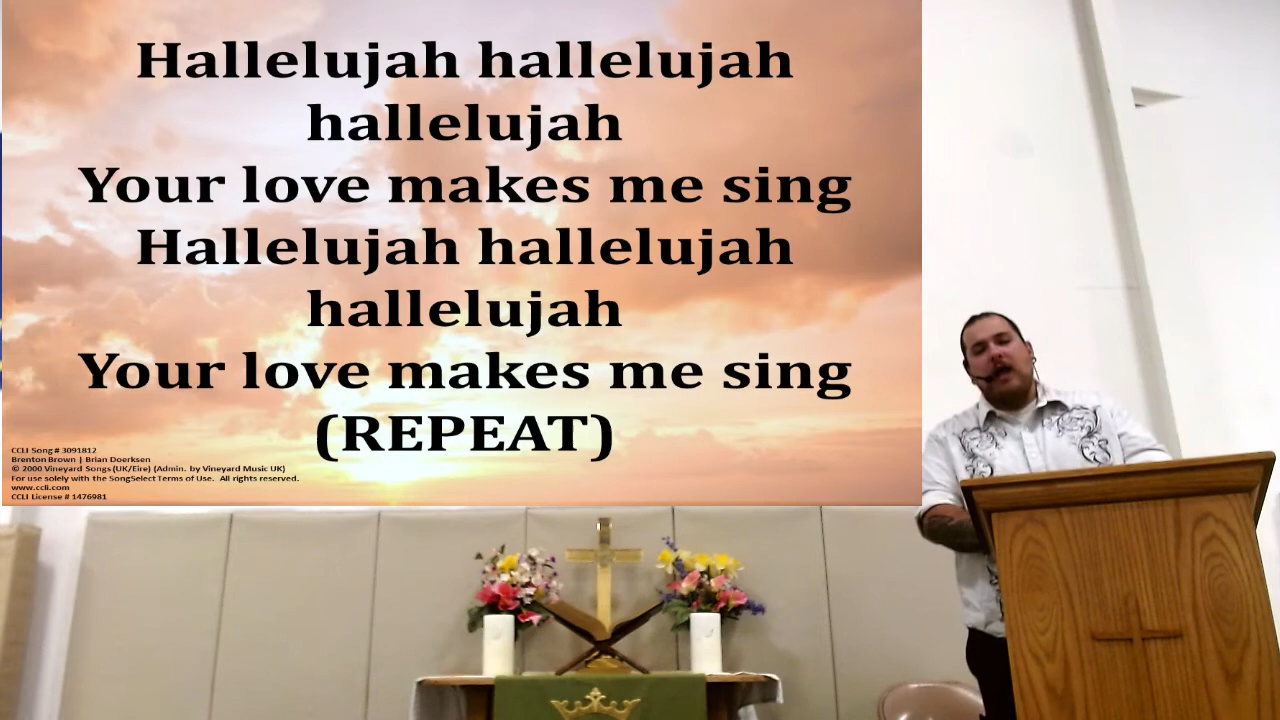 Hallelujah hallelujah
hallelujah
Your love makes me sing
Hallelujah hallelujah
hallelujah
Your love makes me sing
(REPEAT)
CCLI Song # 3091812
Brenton Brown | Brian Doerksen
© 2000 Vineyard Songs (UK/Eire) (Admin. by Vineyard Music UK)
For use solely with the SongSelect Terms of Use.  All rights reserved.
www.ccli.com
CCLI License # 1476981